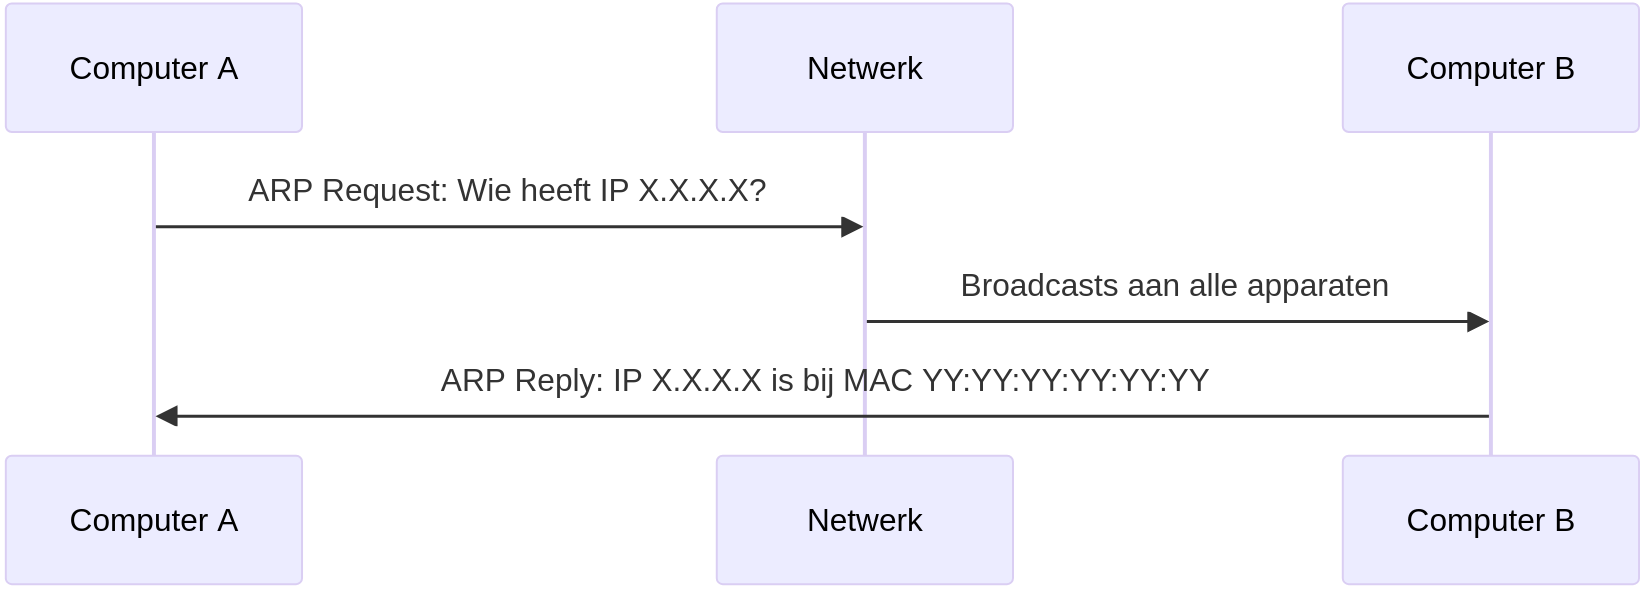 Computer A
Netwerk
Computer B
ARP Request: Wie heeft IP X.X.X.X?
Broadcasts aan alle apparaten
ARP Reply: IP X.X.X.X is bij MAC YY:YY:YY:YY:YY:YY
Computer A
Netwerk
Computer B